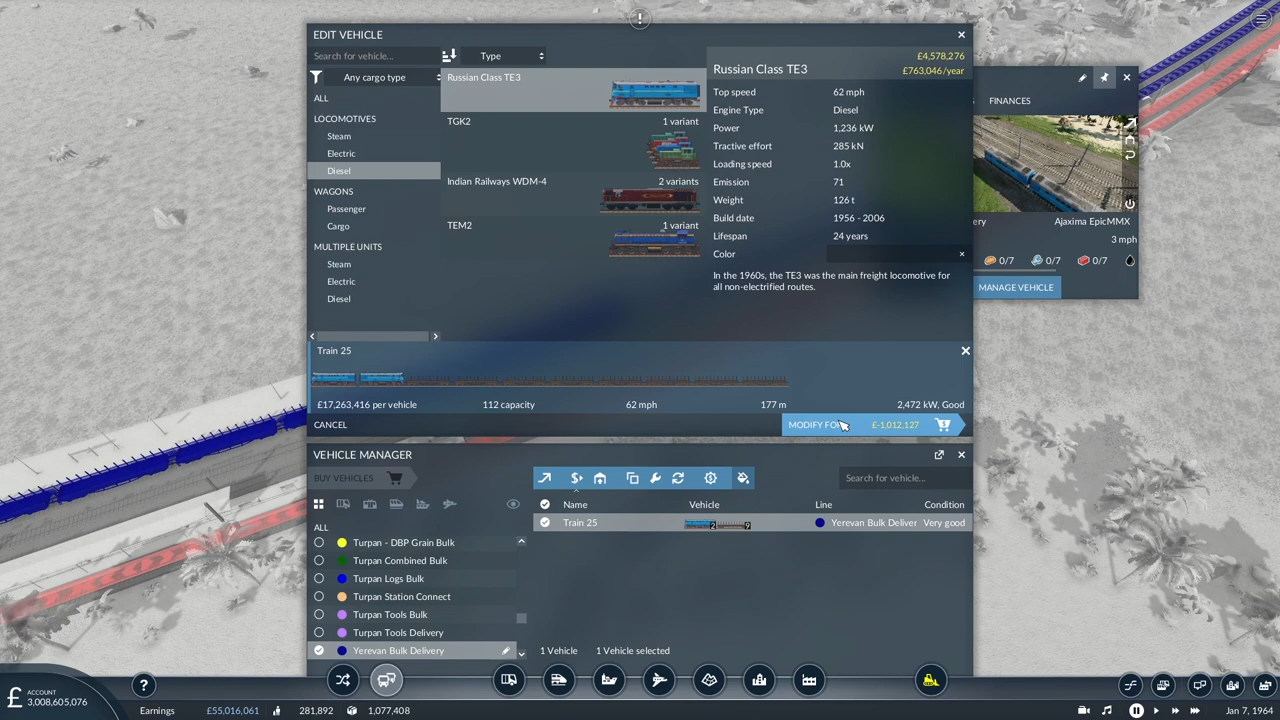 EDIT VEHICLE
Search for vehicle...
Type
Any cargo type
ALL
LOCOMOTIVES
Steam
Electric
Diesel
WAGONS
Passenger
Cargo
MULTIPLE UNITS
Steam
Electric
Diesel
Russian Class TE3
TGK2 1 variant
Indian Railways WDM-4 2 variants
TEM2 1 variant
£4,578,276
Russian Class TE3 £763,046/year
Top speed 62 mph
Engine Type Diesel
Power 1,236 kW
Tractive effort 285 kN
Loading speed 1.0x
Emission 71
Weight 126 t
Build date 1956 - 2006
Lifespan 24 years
Color
In the 1960s, the TE3 was the main freight locomotive for
all non-electrified routes.
FINANCES
Ajaxima EpicMMX
3 mph
0/7 0/7 0/7
MANAGE VEHICLE
Train 25
£17,263,416 per vehicle 112 capacity 62 mph 177 m 2,472 kW, Good
CANCEL
£-1,012,127
VEHICLE MANAGER
BUY VEHICLES
Search for vehicle...
Name Vehicle Line Condition
Train 25 2 9 Yerevan Bulk Deliver Very good
ALL
Turpan - DBP Grain Bulk
Turpan Combined Bulk
Turpan Logs Bulk
Turpan Station Connect
Turpan Tools Bulk
Turpan Tools Delivery
Yerevan Bulk Delivery
1 Vehicle 1 Vehicle selected
£ ACCOUNT
3,008,605,076
?
Earnings £55,016,061 281,892 1,077,408
Jan 7, 1964